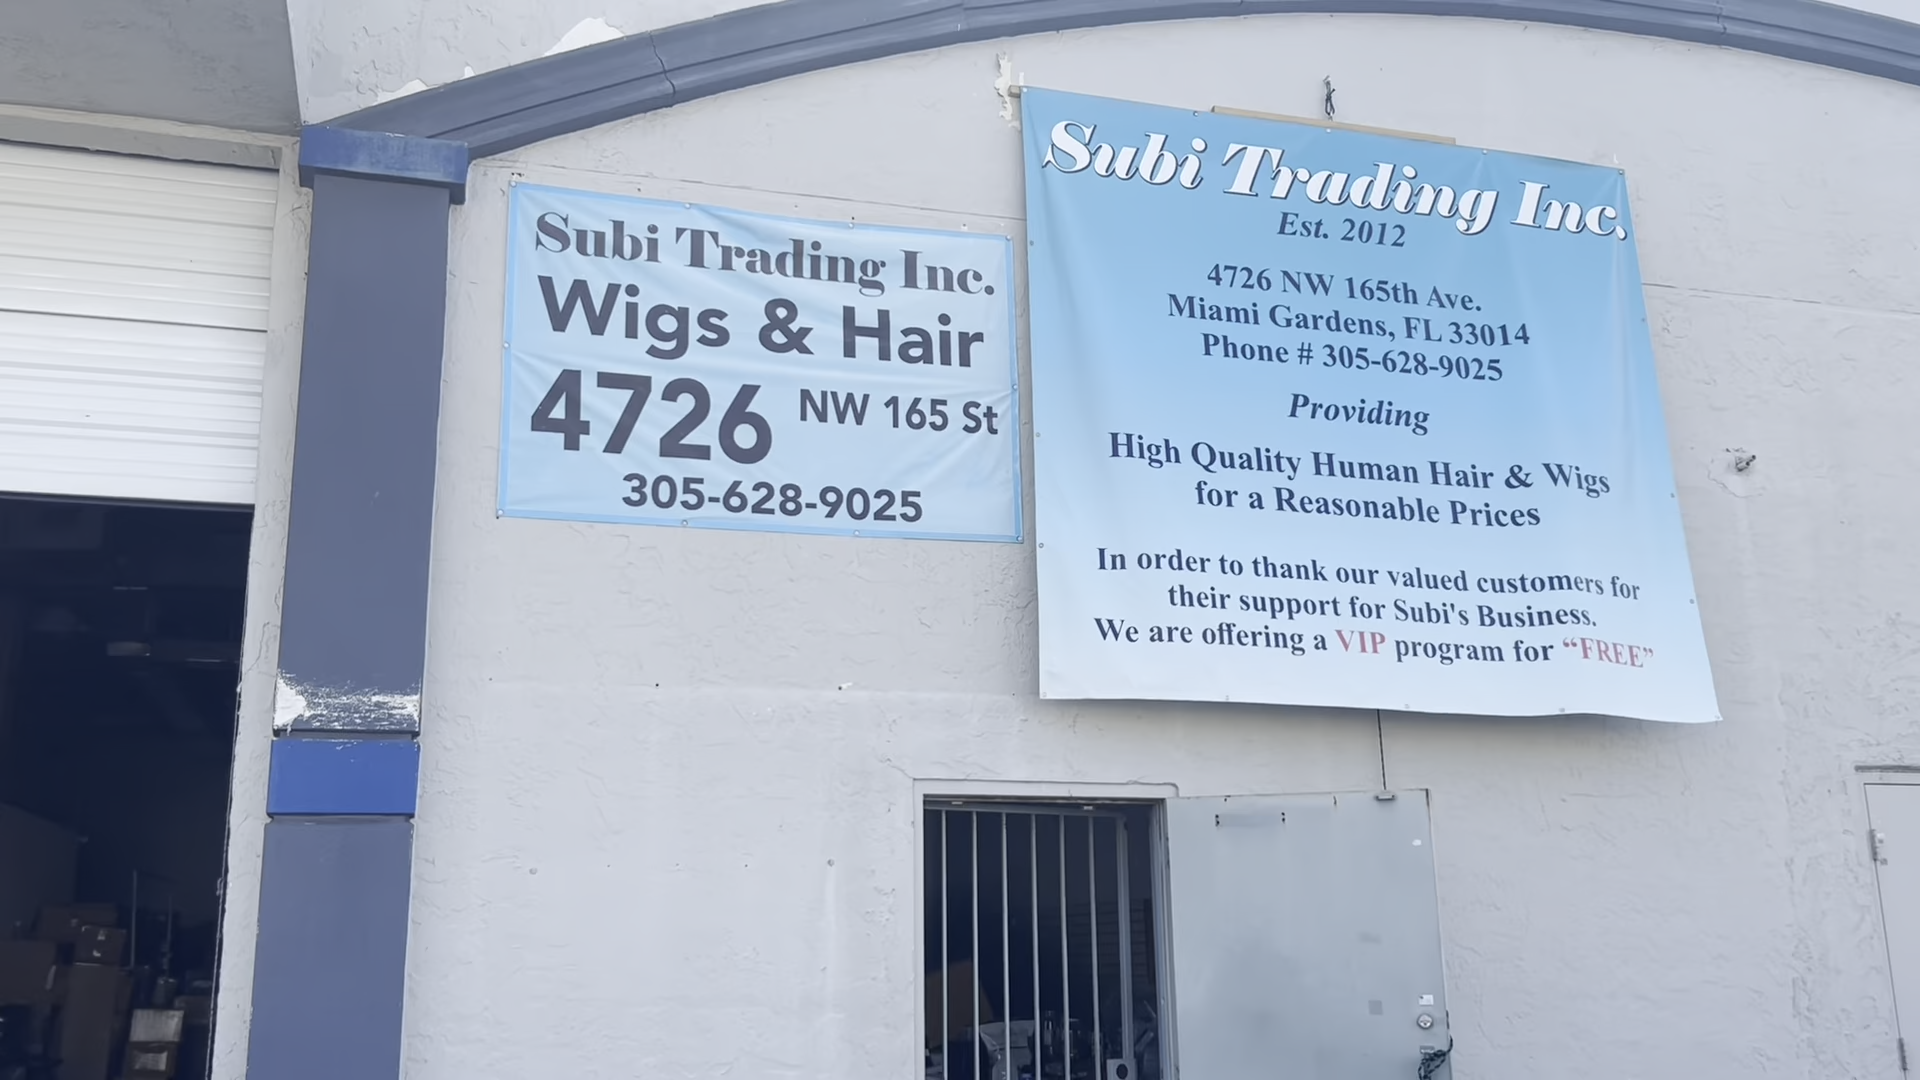 Subi Trading Inc.
Wigs & Hair
4726 NW 165 St
305-628-9025
Subi Trading Inc.
Est. 2012
4726 NW 165th Ave.
Miami Gardens, FL 33014
Phone # 305-628-9025
Providing
High Quality Human Hair & Wigs
for a Reasonable Prices
In order to thank our valued customers for
their support for Subi's Business.
We are offering a VIP program for “FREE”